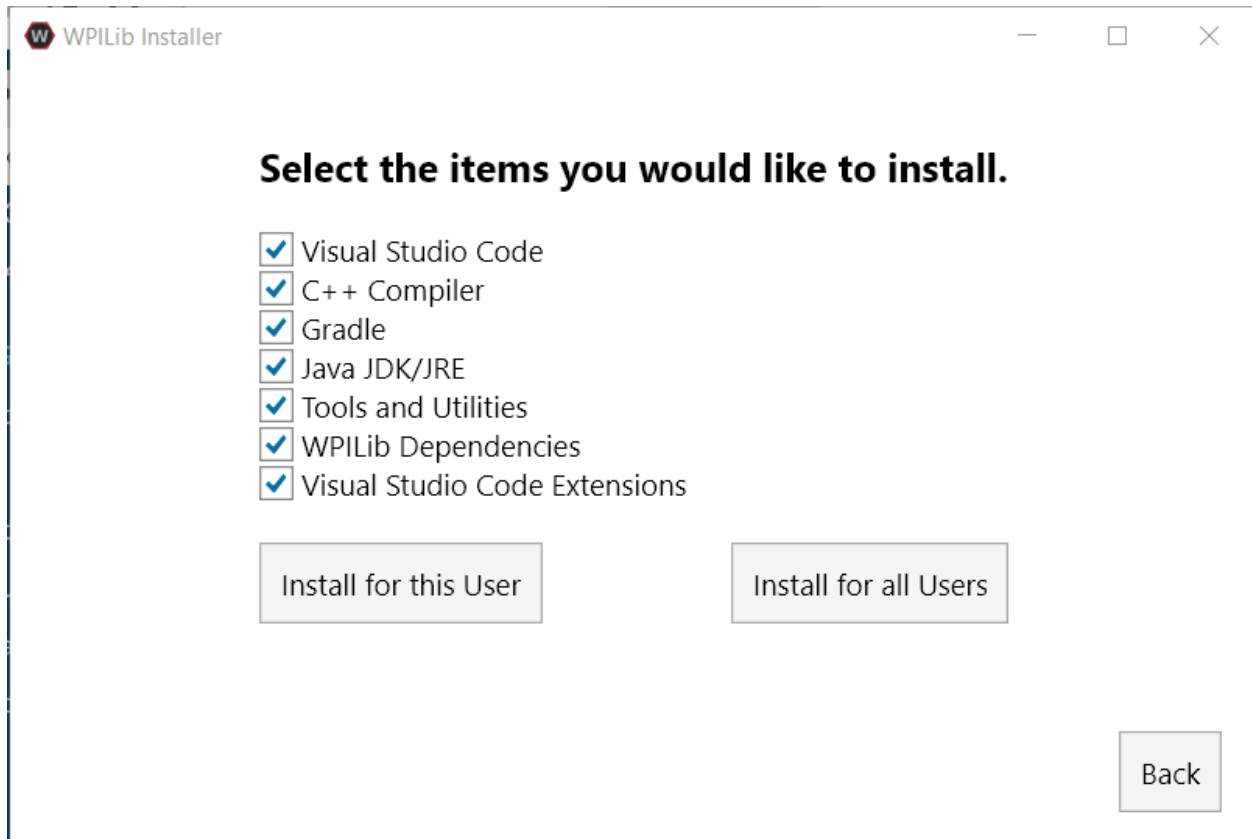 WPILib Installer
Select the items you would like to install.
Visual Studio Code
C++ Compiler
Gradle
Java JDK/JRE
Tools and Utilities
WPILib Dependencies
Visual Studio Code Extensions
Install for this User
Install for all Users
Back